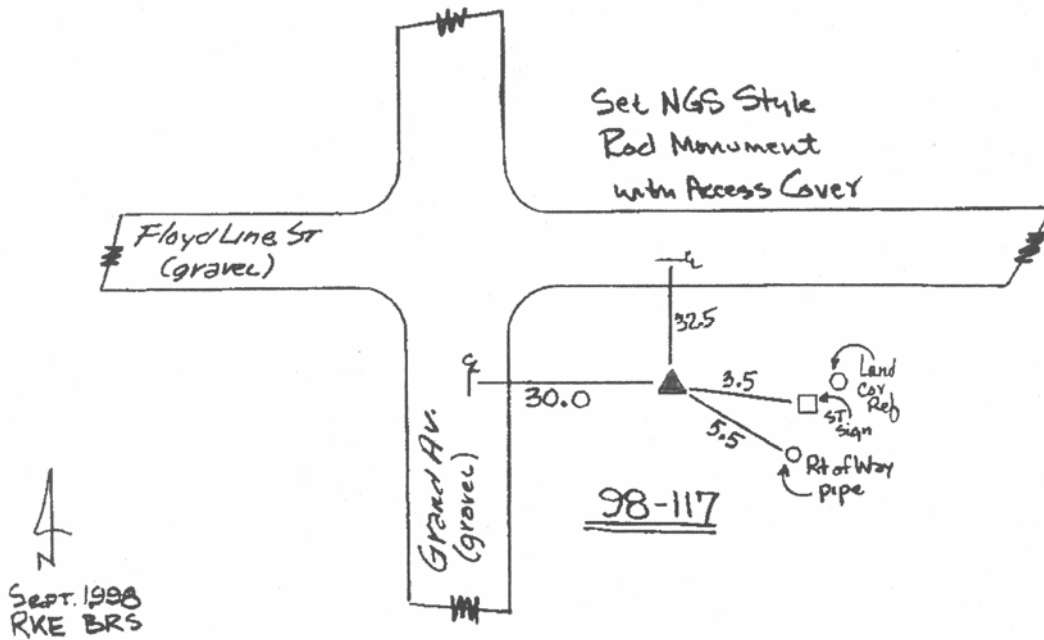 Set NGS Style
Rod Monument
with Access Cover
Floyd Line St
(gravel)
℄
32.5
℄
30.0
3.5
5.5
Land
Cor
Ref
ST
sign
Rt of Way
pipe
Grand Av.
(gravel)
98-117
N
Sept. 1998
RKE BRS